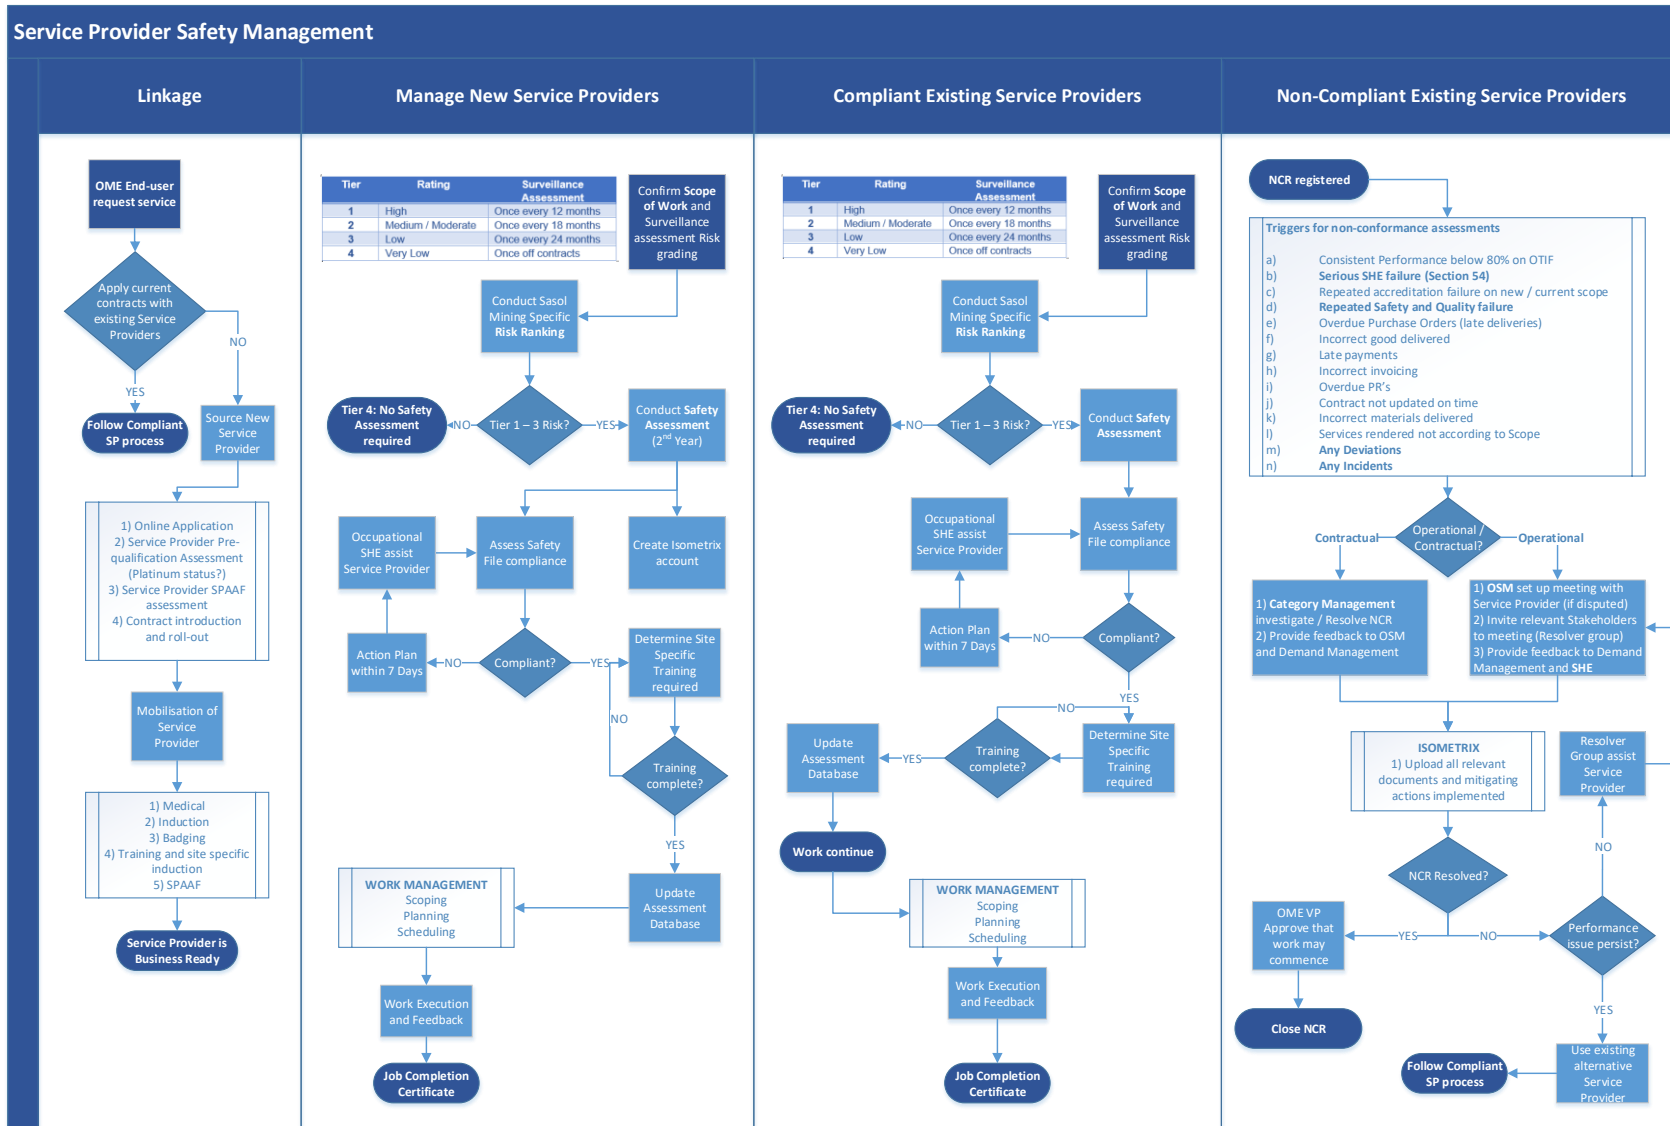 Service Provider Safety Management
Linkage
Manage New Service Providers
Compliant Existing Service Providers
Non-Compliant Existing Service Providers
OME End-user
request service
Apply current
contracts with
existing Service
Providers
NO
YES
Follow Compliant
SP process
Source New
Service
Provider
1) Online Application
2) Service Provider Pre-
qualification Assessment
(Platinum status?)
3) Service Provider SPAAF
assessment
4) Contract introduction
and roll-out
Mobilisation of
Service
Provider
1) Medical
2) Induction
3) Badging
4) Training and site specific
induction
5) SPAAF
Service Provider is
Business Ready
Tier Rating Surveillance
Assessment
1 High Once every 12 months
2 Medium / Moderate Once every 18 months
3 Low Once every 24 months
4 Very Low Once off contracts
Confirm Scope
of Work and
Surveillance
assessment Risk
grading
Conduct Sasol
Mining Specific
Risk Ranking
Tier 4: No Safety
Assessment
required
NO
Tier 1 – 3 Risk?
YES
Conduct Safety
Assessment
(2nd Year)
Occupational
SHE assist
Service Provider
Assess Safety
File compliance
Create Isometrix
account
Action Plan
within 7 Days
NO
Compliant?
YES
Determine Site
Specific
Training
required
NO
Training
complete?
YES
WORK MANAGEMENT
Scoping
Planning
Scheduling
Update
Assessment
Database
Work Execution
and Feedback
Job Completion
Certificate
Tier Rating Surveillance
Assessment
1 High Once every 12 months
2 Medium / Moderate Once every 18 months
3 Low Once every 24 months
4 Very Low Once off contracts
Confirm Scope
of Work and
Surveillance
assessment Risk
grading
Conduct Sasol
Mining Specific
Risk Ranking
Tier 4: No Safety
Assessment
required
NO
Tier 1 – 3 Risk?
YES
Conduct Safety
Assessment
Occupational
SHE assist
Service Provider
Assess Safety
File compliance
Action Plan
within 7 Days
NO
Compliant?
YES
NO
Update
Assessment
Database
YES
Training
complete?
Determine Site
Specific
Training
required
Work continue
WORK MANAGEMENT
Scoping
Planning
Scheduling
Work Execution
and Feedback
Job Completion
Certificate
NCR registered
Triggers for non-conformance assessments
a) Consistent Performance below 80% on OTIF
b) Serious SHE failure (Section 54)
c) Repeated accreditation failure on new / current scope
d) Repeated Safety and Quality failure
e) Overdue Purchase Orders (late deliveries)
f) Incorrect good delivered
g) Late payments
h) Incorrect invoicing
i) Overdue PR's
j) Contract not updated on time
k) Incorrect materials delivered
l) Services rendered not according to Scope
m) Any Deviations
n) Any Incidents
Contractual
Operational /
Contractual?
Operational
1) Category Management
investigate / Resolve NCR
2) Provide feedback to OSM
and Demand Management
1) OSM set up meeting with
Service Provider (if disputed)
2) Invite relevant Stakeholders
to meeting (Resolver group)
3) Provide feedback to Demand
Management and SHE
ISOMETRIX
1) Upload all relevant
documents and mitigating
actions implemented
Resolver
Group assist
Service
Provider
NO
NCR Resolved?
OME VP
Approve that
work may
commence
YES
NO
Performance
issue persist?
YES
Close NCR
Follow Compliant
SP process
Use existing
alternative
Service
Provider